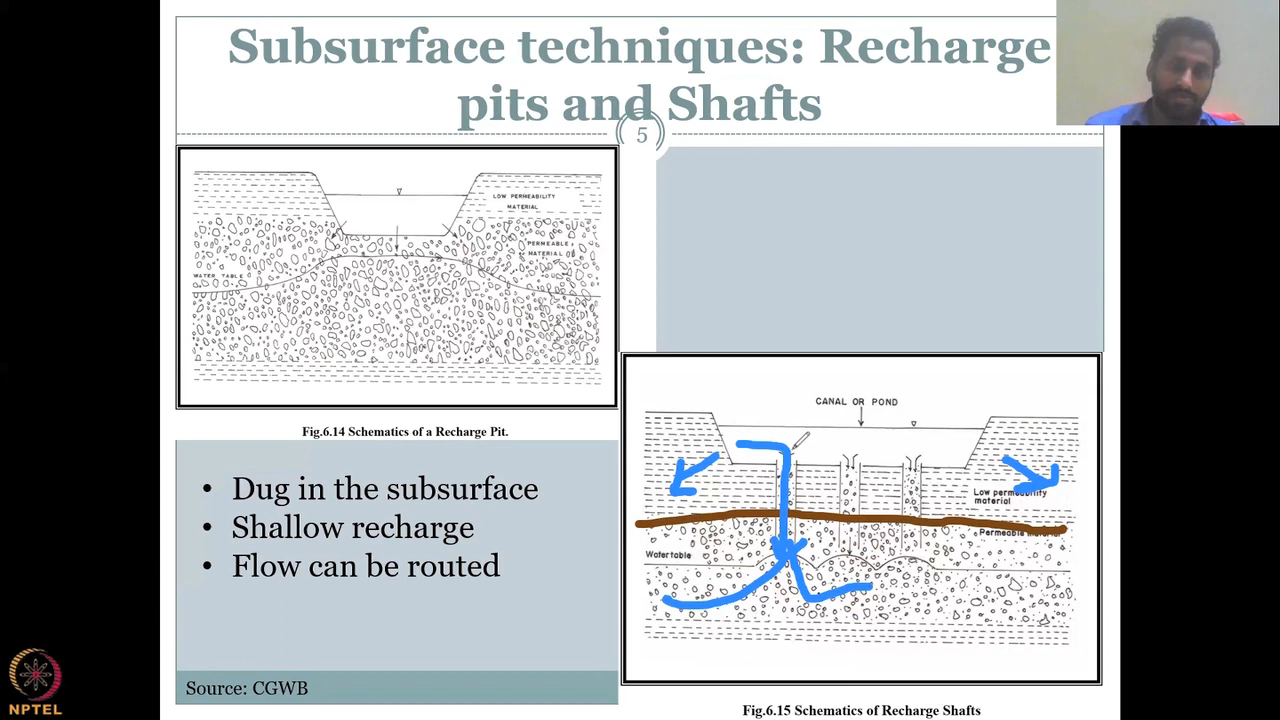 Subsurface techniques: Recharge
pits and Shafts
5
LOW PERMEABILITY
MATERIAL
PERMEABLE
MATERIAL
WATER TABLE
Fig.6.14 Schematics of a Recharge Pit.
• Dug in the subsurface
• Shallow recharge
• Flow can be routed
Source: CGWB
CANAL OR POND
Low permeability
material
Permeable material
Water table
Fig.6.15 Schematics of Recharge Shafts
NPTEL